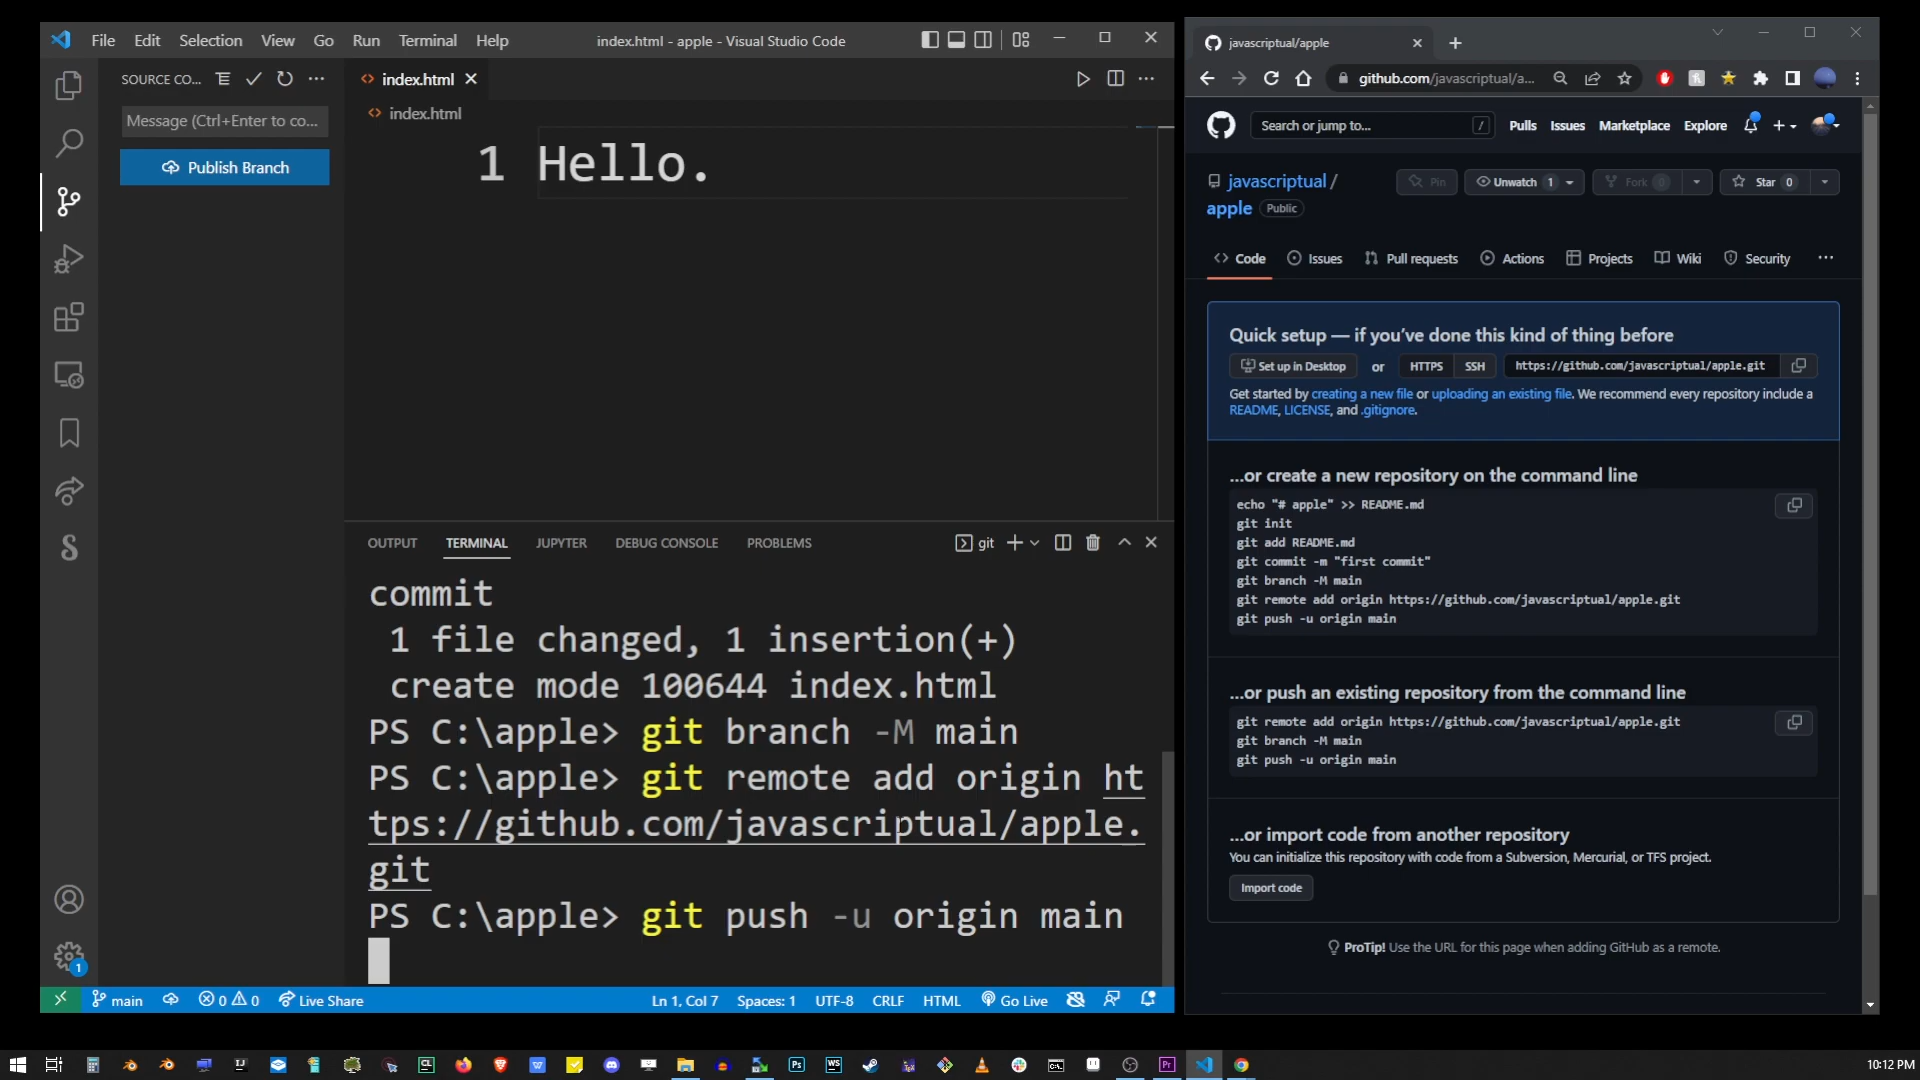 File Edit Selection View Go Run Terminal Help
index.html - apple - Visual Studio Code
SOURCE CO...
Message (Ctrl+Enter to co...
Publish Branch
index.html
index.html
1 Hello.
OUTPUT TERMINAL JUPYTER DEBUG CONSOLE PROBLEMS
git
commit
1 file changed, 1 insertion(+)
create mode 100644 index.html
PS C:\apple> git branch -M main
PS C:\apple> git remote add origin ht
tps://github.com/javascriptual/apple.
git
PS C:\apple> git push -u origin main
1
main
0 0
Live Share
Ln 1, Col 7 Spaces: 1 UTF-8 CRLF HTML Go Live
javascriptual/apple
github.com/javascriptual/a...
Search or jump to... /
Pulls Issues Marketplace Explore
javascriptual /
apple Public
Pin Unwatch 1 Fork 0 Star 0
Code Issues Pull requests Actions Projects Wiki Security
Quick setup — if you've done this kind of thing before
Set up in Desktop or HTTPS SSH https://github.com/javascriptual/apple.git
Get started by creating a new file or uploading an existing file. We recommend every repository include a
README, LICENSE, and .gitignore.
...or create a new repository on the command line
echo "# apple" >> README.md
git init
git add README.md
git commit -m "first commit"
git branch -M main
git remote add origin https://github.com/javascriptual/apple.git
git push -u origin main
...or push an existing repository from the command line
git remote add origin https://github.com/javascriptual/apple.git
git branch -M main
git push -u origin main
...or import code from another repository
You can initialize this repository with code from a Subversion, Mercurial, or TFS project.
Import code
ProTip! Use the URL for this page when adding GitHub as a remote.
10:12 PM